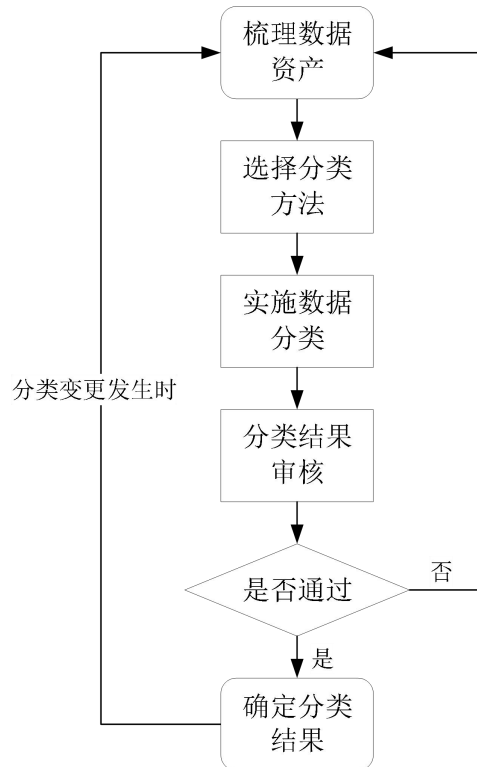 梳理数据
资产
选择分类
方法
实施数据
分类
分类变更发生时
分类结果
审核
是否通过
否
是
确定分类
结果